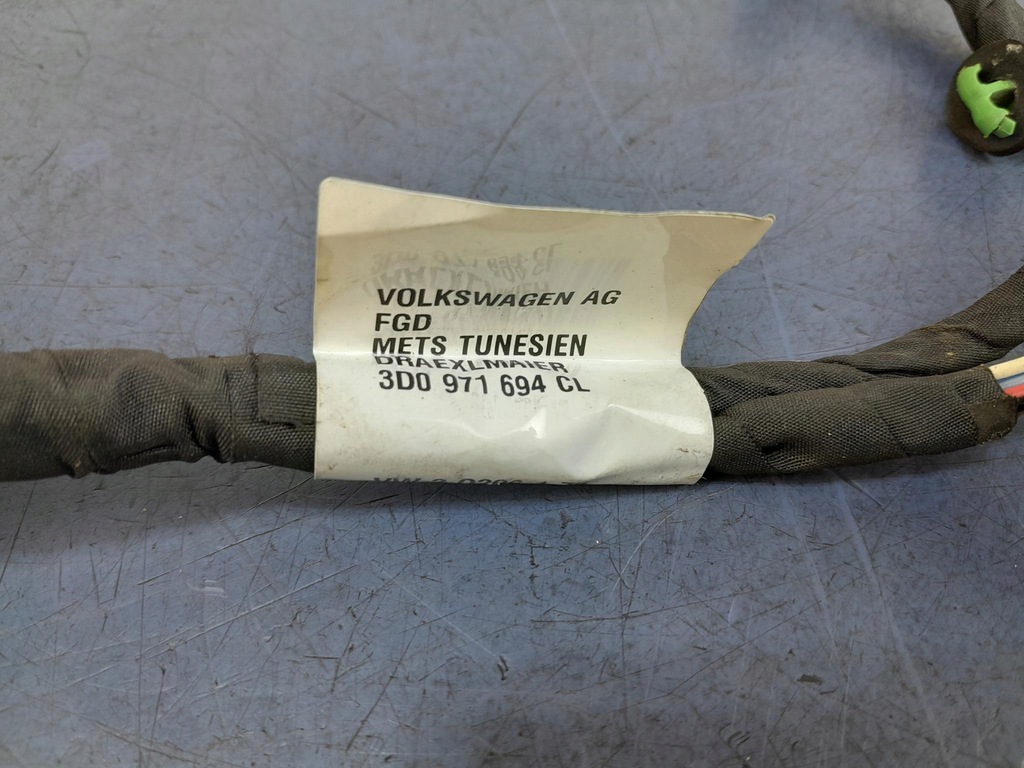 VOLKSWAGEN AG
FGD
METS TUNESIEN
DRAEXLMAIER
3D0 971 694 CL